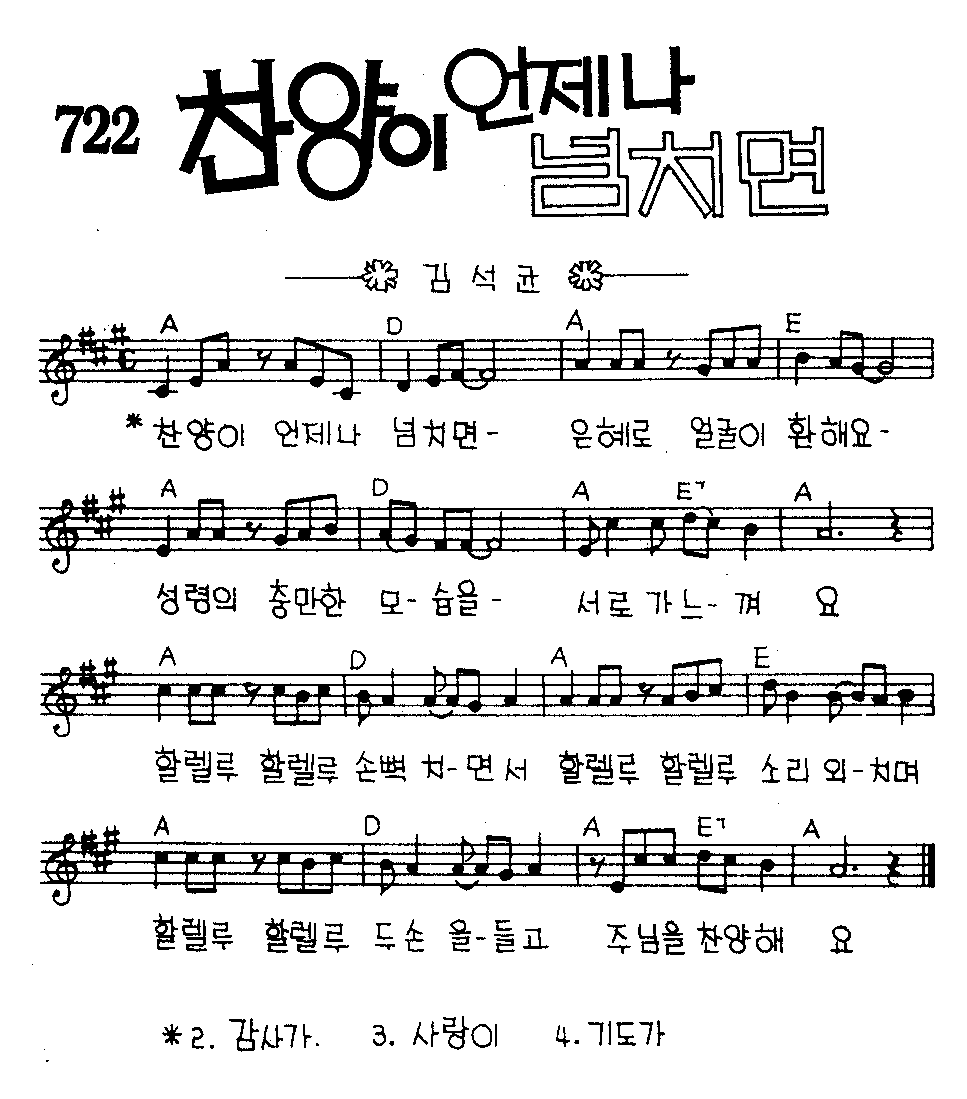 722 찬양이 언제나
넘치면
김석균
A D A E
*찬양이 언제나 넘치면- 은혜로 얼굴이 환해요-
A D A E7 A
성령의 충만한 모-습을- 서로가느-껴 요
A D A E
할렐루 할렐루 손뼉 치-면서 할렐루 할렐루 소리 외-치며
A D A E7 A
할렐루 할렐루 두손 을-들고 주님을 찬양해 요
*2. 감사가. 3. 사랑이 4. 기도가